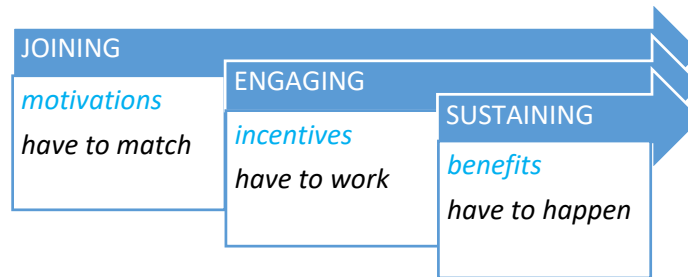 JOINING
motivations
have to match
ENGAGING
incentives
have to work
SUSTAINING
benefits
have to happen